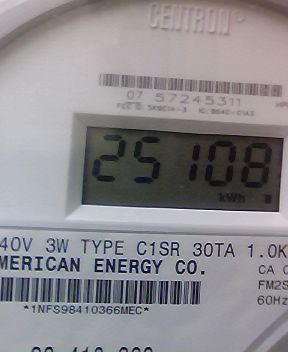 CENTRON
07 57245311
25108
kWh
40V 3W TYPE C1SR 30TA 1.0K
MERICAN ENERGY CO.
CA
FM2S
60Hz
*1NFS98410366MEC*